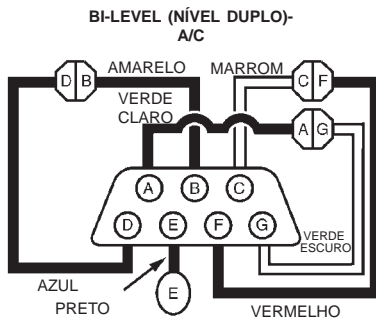 BI-LEVEL (NÍVEL DUPLO)-
A/C
D B AMARELO MARROM C F
VERDE
CLARO A G
A B C
D E F G
VERDE
ESCURO
AZUL
PRETO E VERMELHO